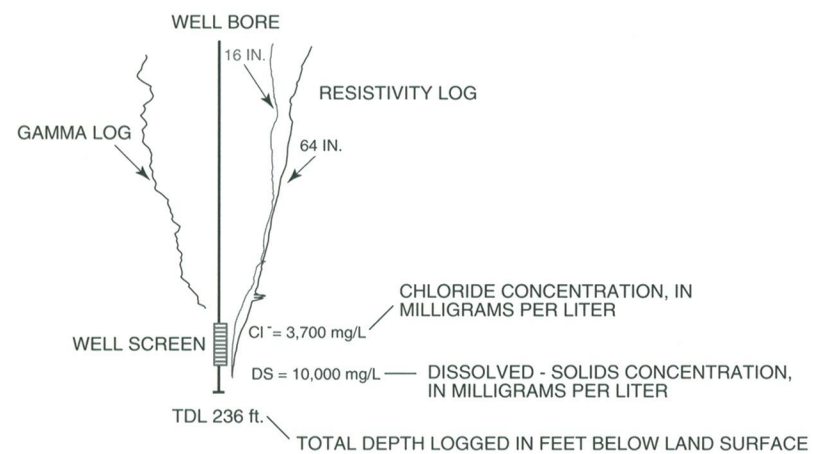 WELL BORE
16 IN.
RESISTIVITY LOG
GAMMA LOG
64 IN.
CHLORIDE CONCENTRATION, IN
MILLIGRAMS PER LITER
Cl⁻= 3,700 mg/L
WELL SCREEN
DS = 10,000 mg/L
DISSOLVED - SOLIDS CONCENTRATION,
IN MILLIGRAMS PER LITER
TDL 236 ft.
TOTAL DEPTH LOGGED IN FEET BELOW LAND SURFACE